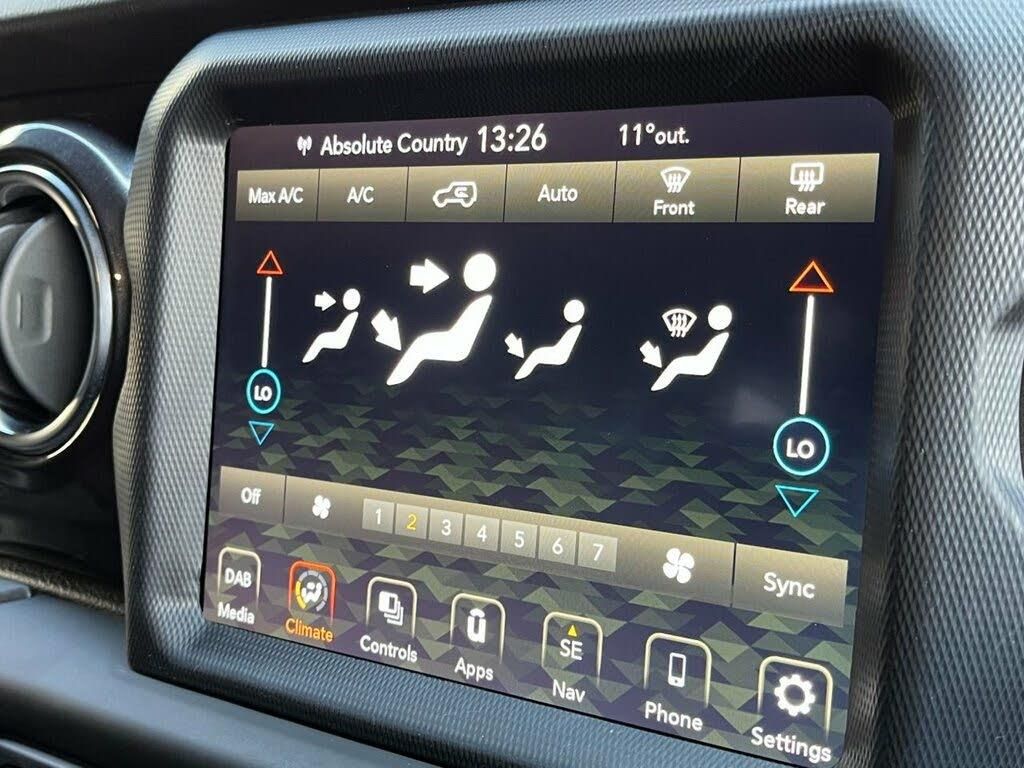 Absolute Country 13:26 11°out.
Max A/C A/C Auto Front Rear
LO LO
Off 1 2 3 4 5 6 7 Sync
DAB SE
Media Climate Controls Apps Nav Phone Settings